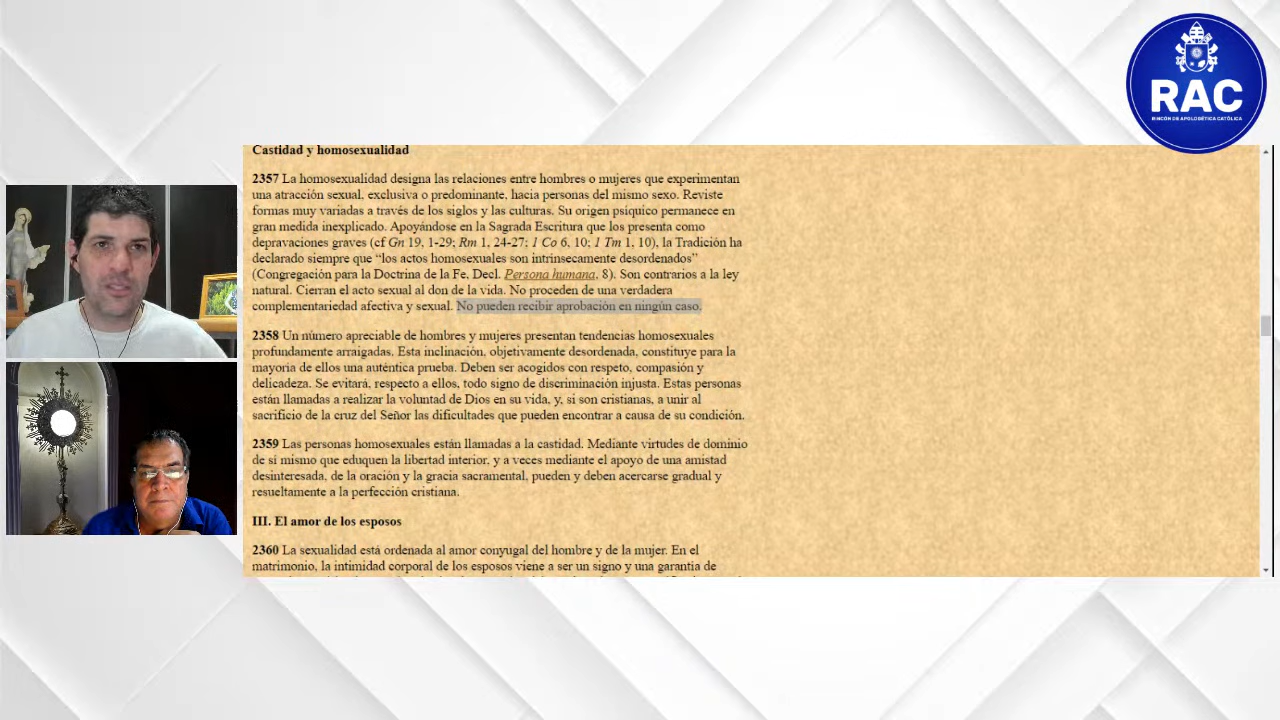 RAC
RINCÓN DE APOLOGÉTICA CATÓLICA
Castidad y homosexualidad
2357 La homosexualidad designa las relaciones entre hombres o mujeres que experimentan
una atracción sexual, exclusiva o predominante, hacia personas del mismo sexo. Reviste
formas muy variadas a través de los siglos y las culturas. Su origen psíquico permanece en
gran medida inexplicado. Apoyándose en la Sagrada Escritura que los presenta como
depravaciones graves (cf Gn 19, 1-29; Rm 1, 24-27; 1 Co 6, 10; 1 Tm 1, 10), la Tradición ha
declarado siempre que “los actos homosexuales son intrínsecamente desordenados”
(Congregación para la Doctrina de la Fe, Decl. Persona humana, 8). Son contrarios a la ley
natural. Cierran el acto sexual al don de la vida. No proceden de una verdadera
complementariedad afectiva y sexual. No pueden recibir aprobación en ningún caso.
2358 Un número apreciable de hombres y mujeres presentan tendencias homosexuales
profundamente arraigadas. Esta inclinación, objetivamente desordenada, constituye para la
mayoría de ellos una auténtica prueba. Deben ser acogidos con respeto, compasión y
delicadeza. Se evitará, respecto a ellos, todo signo de discriminación injusta. Estas personas
están llamadas a realizar la voluntad de Dios en su vida, y, si son cristianas, a unir al
sacrificio de la cruz del Señor las dificultades que pueden encontrar a causa de su condición.
2359 Las personas homosexuales están llamadas a la castidad. Mediante virtudes de dominio
de sí mismo que eduquen la libertad interior, y a veces mediante el apoyo de una amistad
desinteresada, de la oración y la gracia sacramental, pueden y deben acercarse gradual y
resueltamente a la perfección cristiana.
III. El amor de los esposos
2360 La sexualidad está ordenada al amor conyugal del hombre y de la mujer. En el
matrimonio, la intimidad corporal de los esposos viene a ser un signo y una garantía de